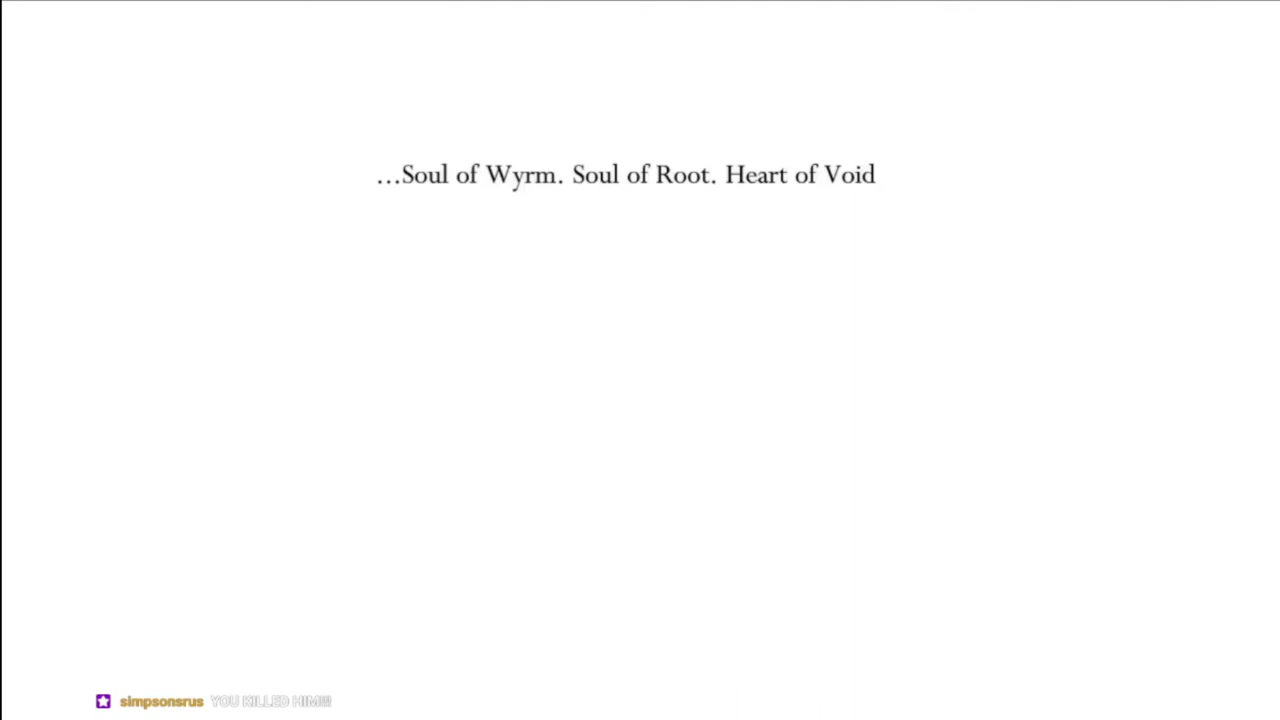 ...Soul of Wyrm. Soul of Root. Heart of Void
simpsonsrus YOU KILLED HIM!!!